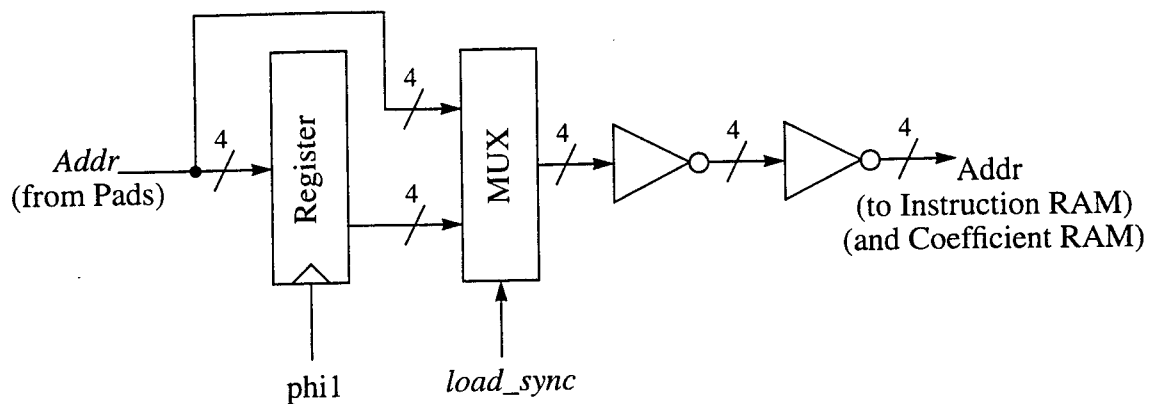 4
4
4
4
4
4
Addr
(from Pads)
Register
MUX
Addr
(to Instruction RAM)
(and Coefficient RAM)
phi1
load_sync